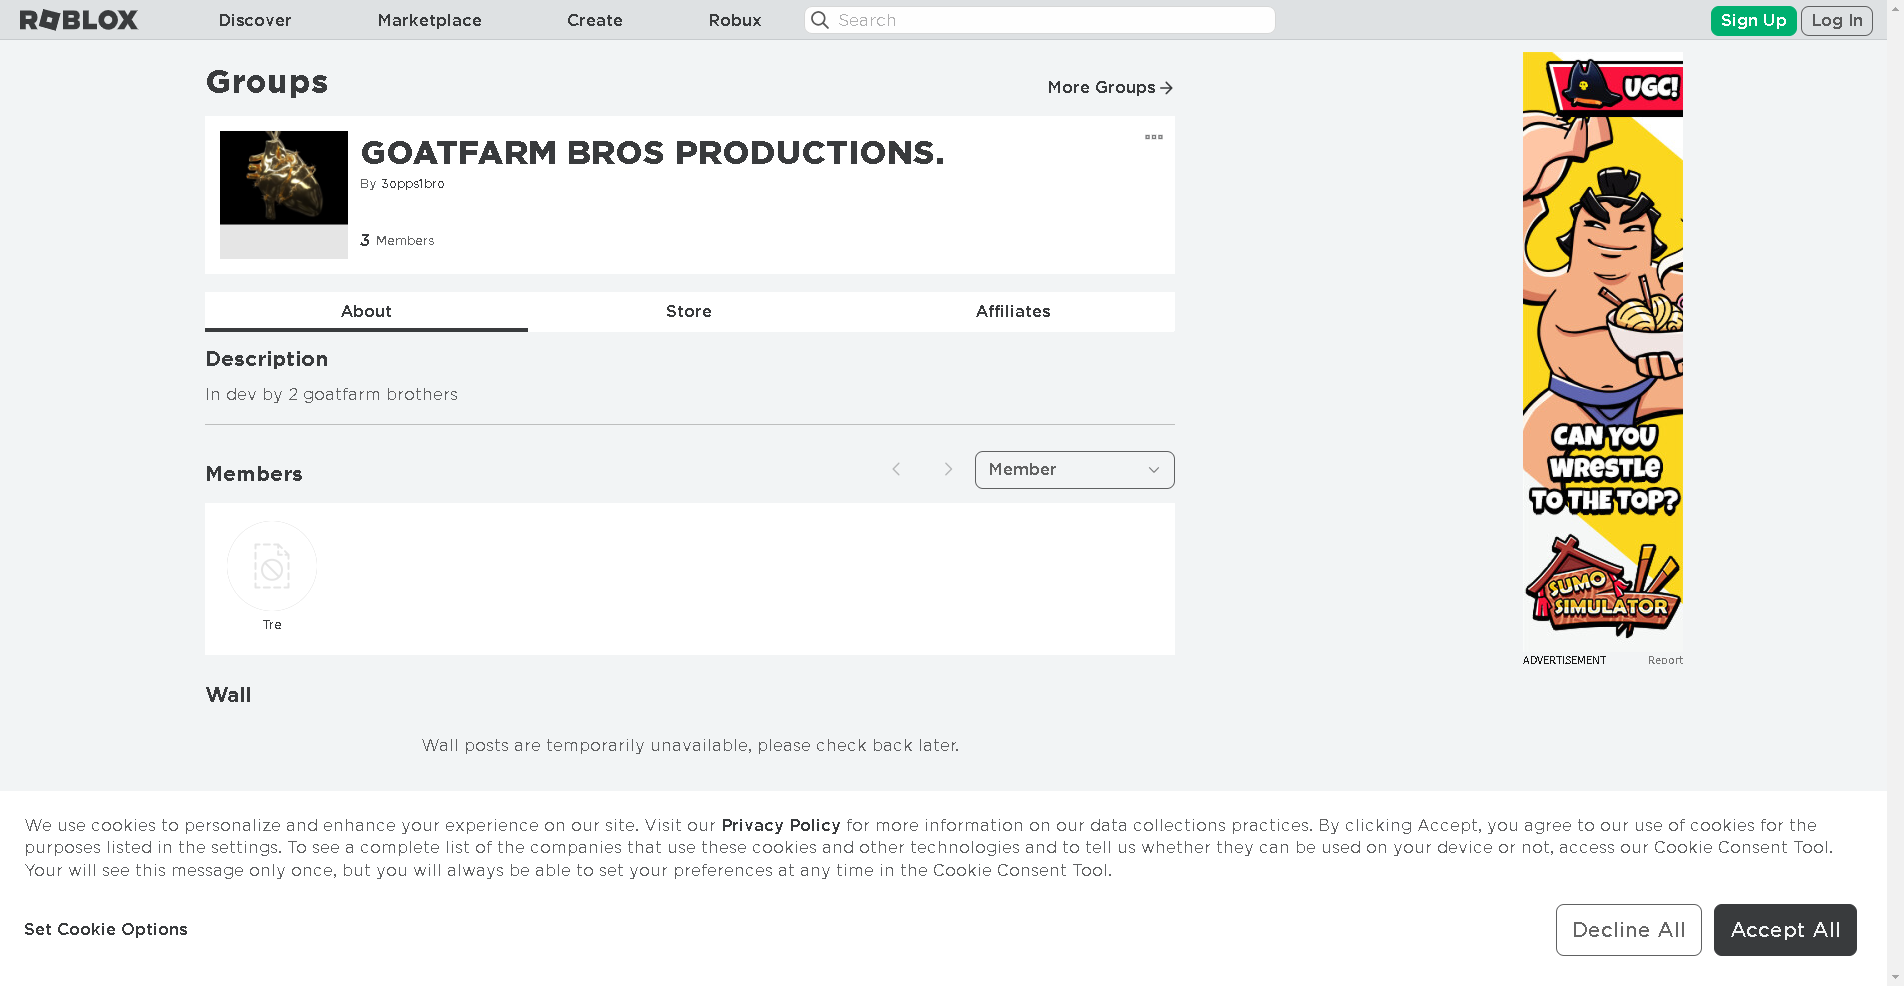 ROBLOX
Discover
Marketplace
Create
Robux
Search
Sign Up
Log In
Groups
More Groups
GOATFARM BROS PRODUCTIONS.
By 3opps1bro
3 Members
About
Store
Affiliates
Description
In dev by 2 goatfarm brothers
Members
Member
Tre
Wall
Wall posts are temporarily unavailable, please check back later.
UGC!
CAN YOU
WRESTLE
TO THE TOP?
SUMO
SIMULATOR
ADVERTISEMENT
Report
We use cookies to personalize and enhance your experience on our site. Visit our Privacy Policy for more information on our data collections practices. By clicking Accept, you agree to our use of cookies for the
purposes listed in the settings. To see a complete list of the companies that use these cookies and other technologies and to tell us whether they can be used on your device or not, access our Cookie Consent Tool.
Your will see this message only once, but you will always be able to set your preferences at any time in the Cookie Consent Tool.
Set Cookie Options
Decline All
Accept All